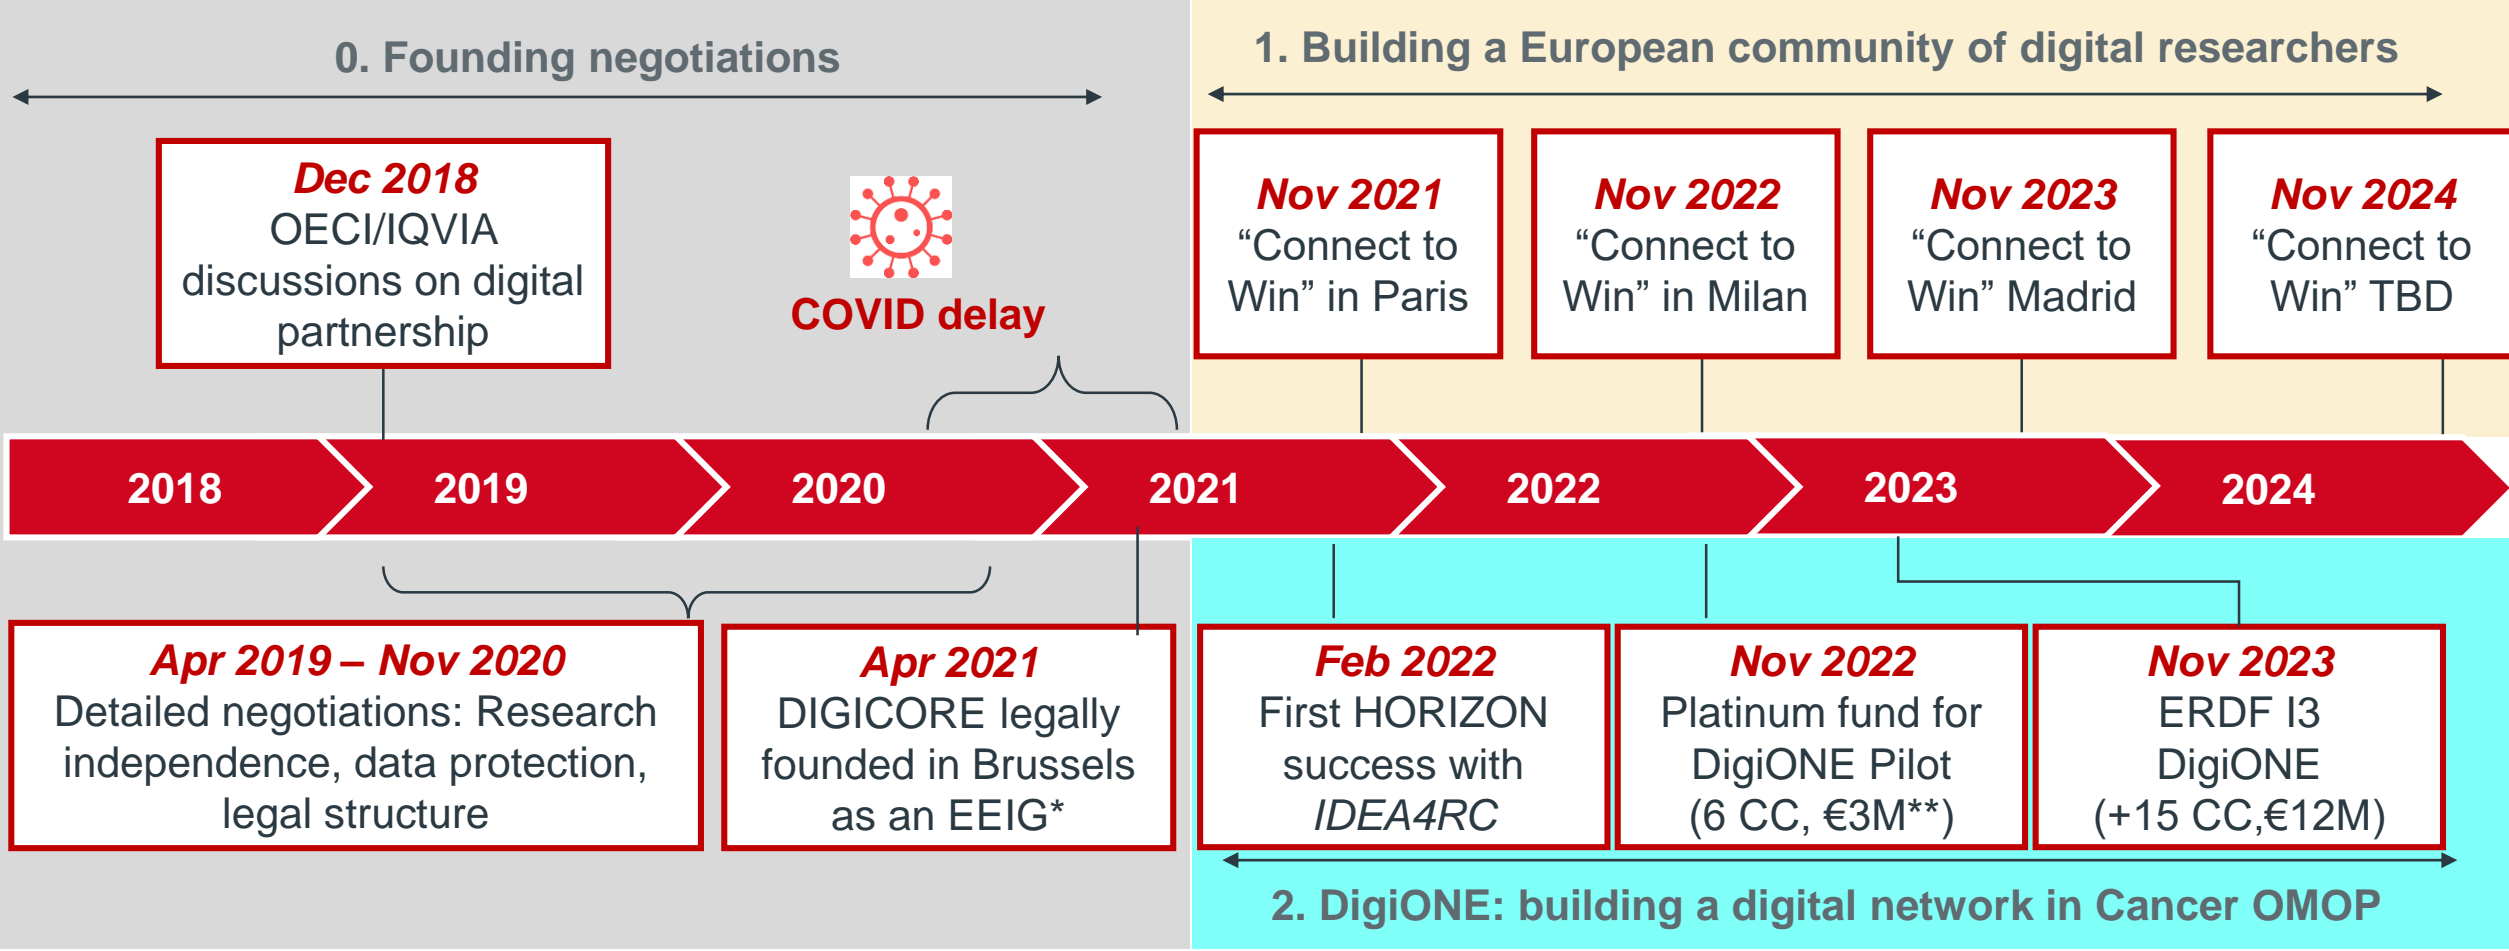 0. Founding negotiations
1. Building a European community of digital researchers
Dec 2018
OECI/IQVIA
discussions on digital
partnership
COVID delay
Nov 2021
“Connect to
Win” in Paris
Nov 2022
“Connect to
Win” in Milan
Nov 2023
“Connect to
Win” Madrid
Nov 2024
“Connect to
Win” TBD
2018
2019
2020
2021
2022
2023
2024
Apr 2019 – Nov 2020
Detailed negotiations: Research
independence, data protection,
legal structure
Apr 2021
DIGICORE legally
founded in Brussels
as an EEIG*
Feb 2022
First HORIZON
success with
IDEA4RC
Nov 2022
Platinum fund for
DigiONE Pilot
(6 CC, €3M**)
Nov 2023
ERDF I3
DigiONE
(+15 CC,€12M)
2. DigiONE: building a digital network in Cancer OMOP